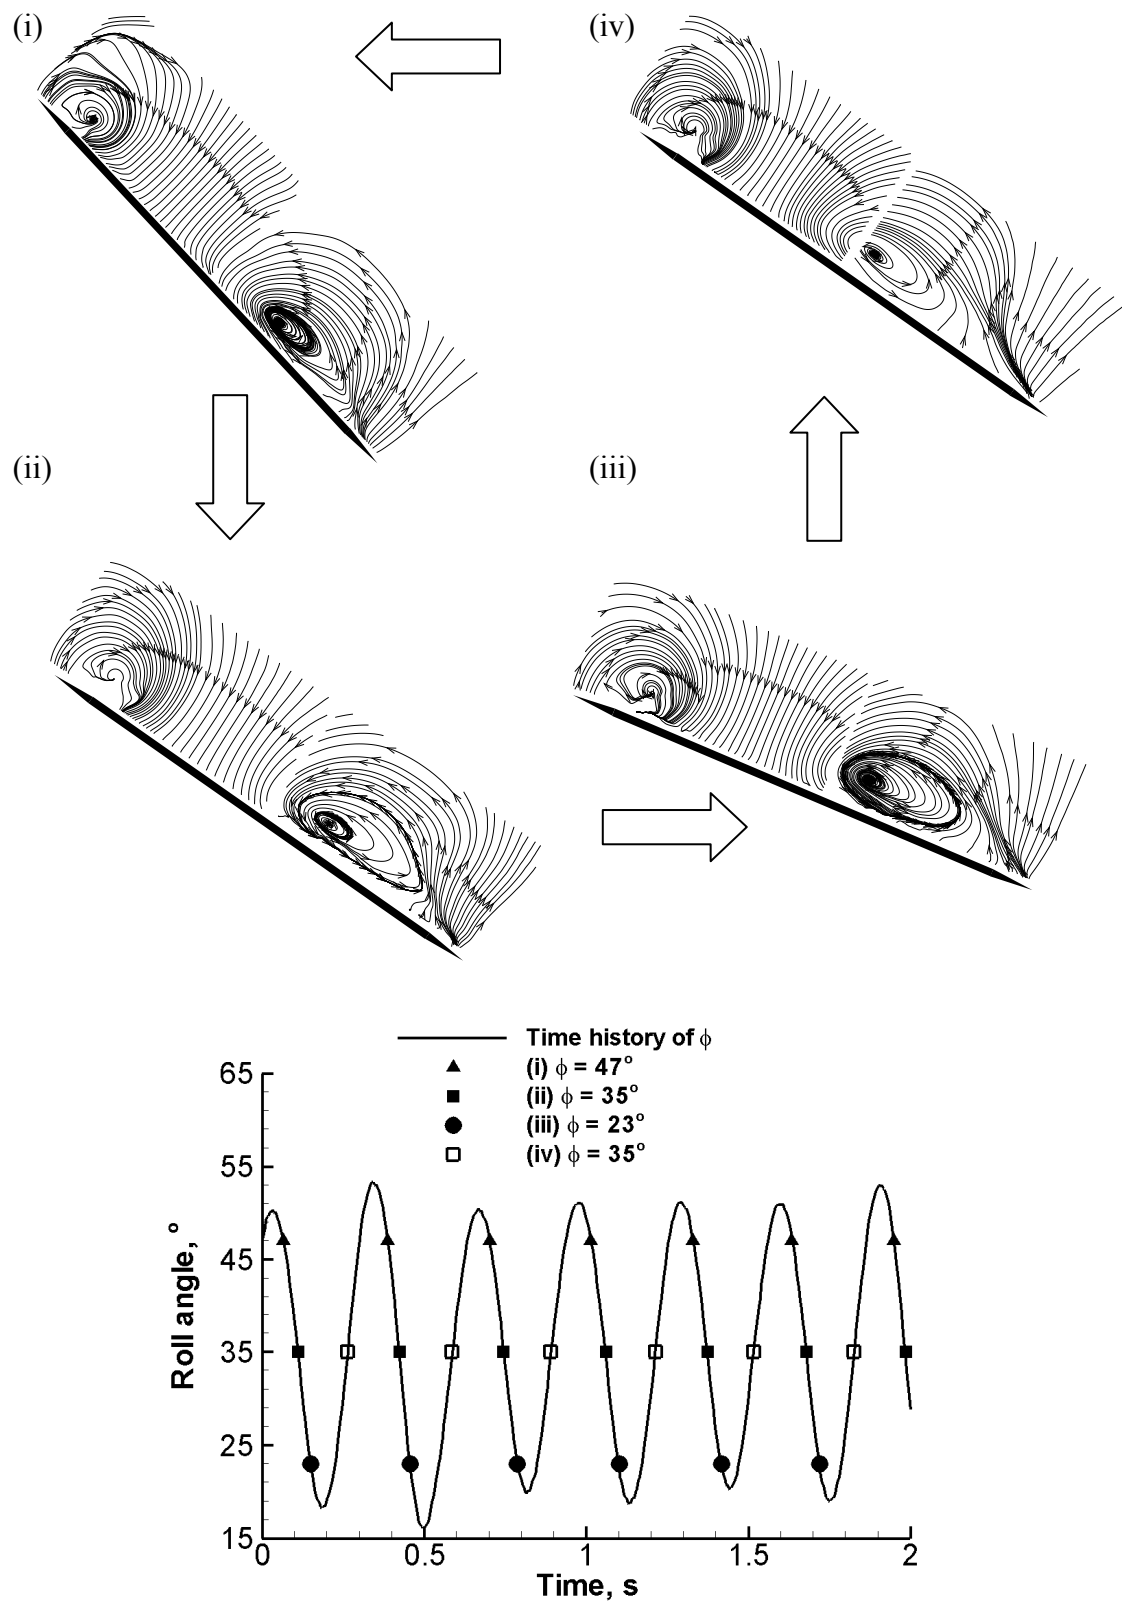 (i)
(iv)
(ii)
(iii)
Time history of ϕ
(i) ϕ = 47°
(ii) ϕ = 35°
(iii) ϕ = 23°
(iv) ϕ = 35°
65
55
45
35
25
15
Roll angle, °
0
0.5
1
1.5
2
Time, s